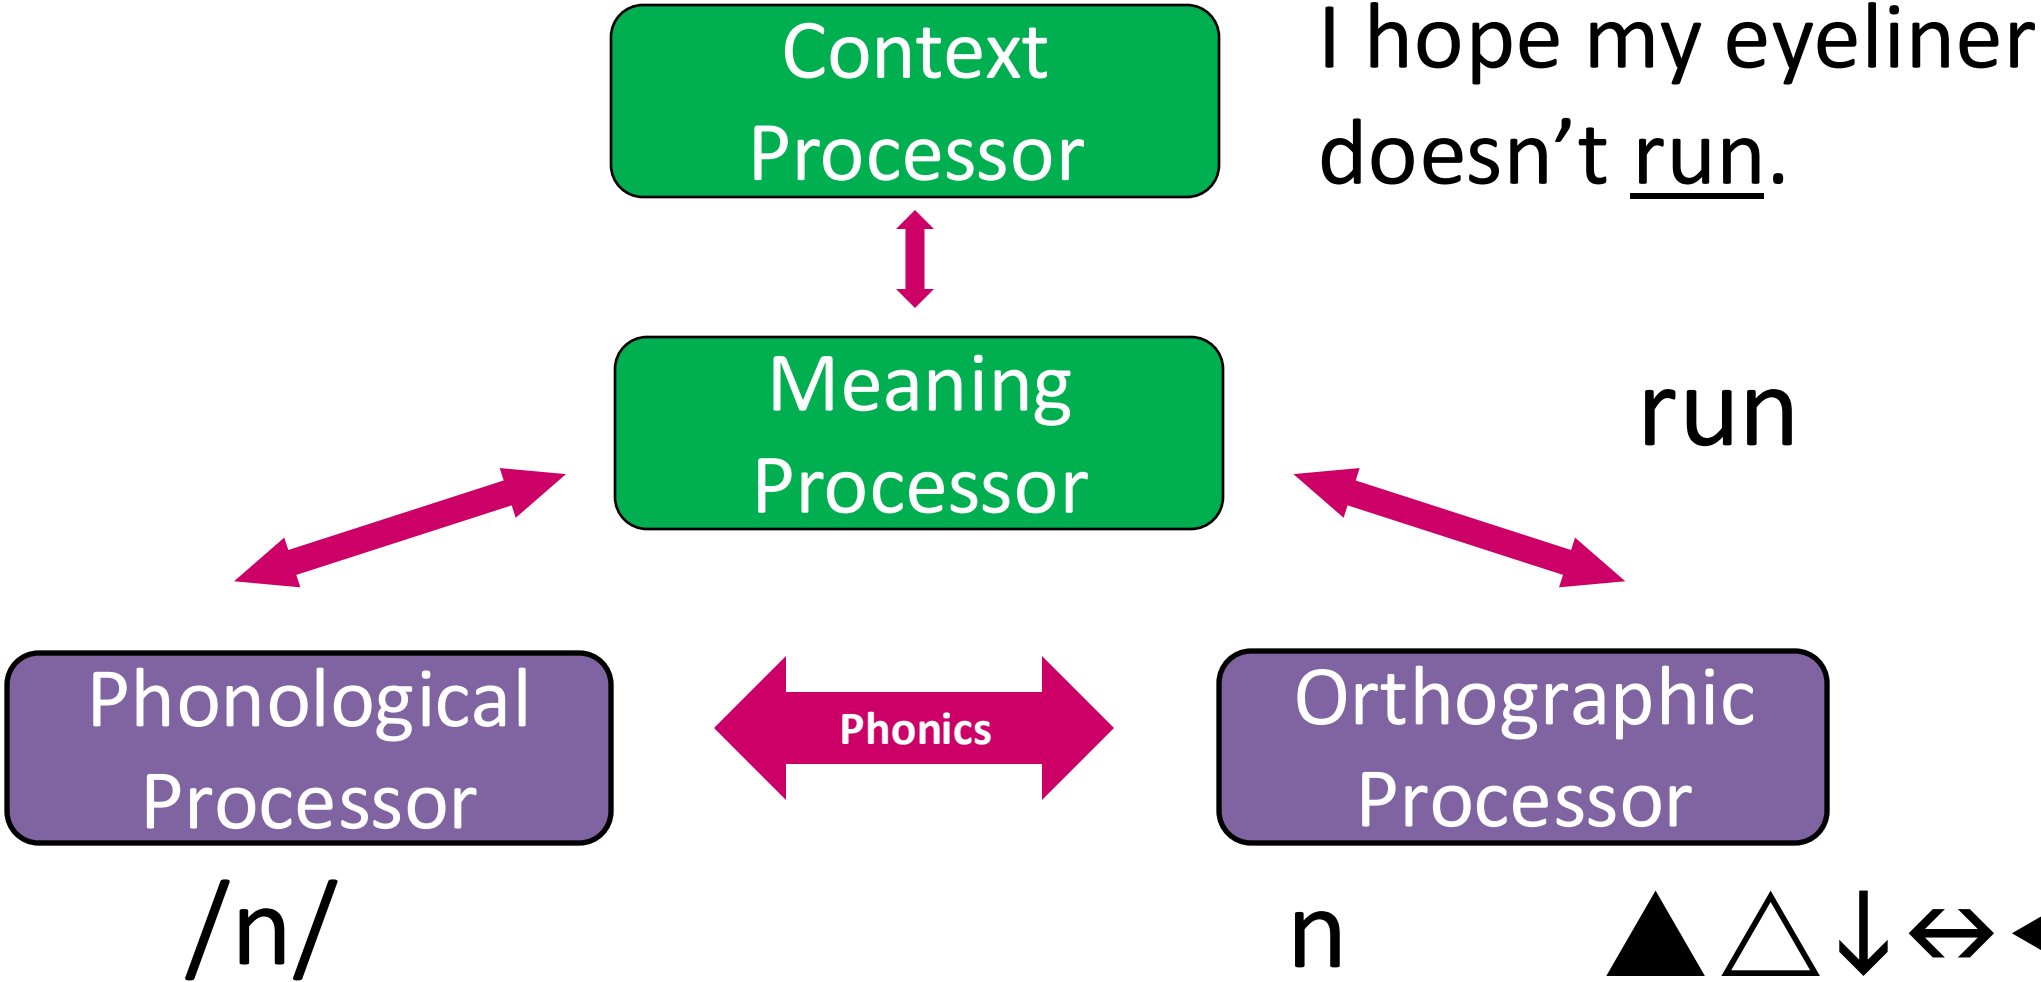 Context
Processor
I hope my eyeliner
doesn’t run.
Meaning
Processor
run
Phonological
Processor
Phonics
Orthographic
Processor
/n/
n
▲△↓↔◄